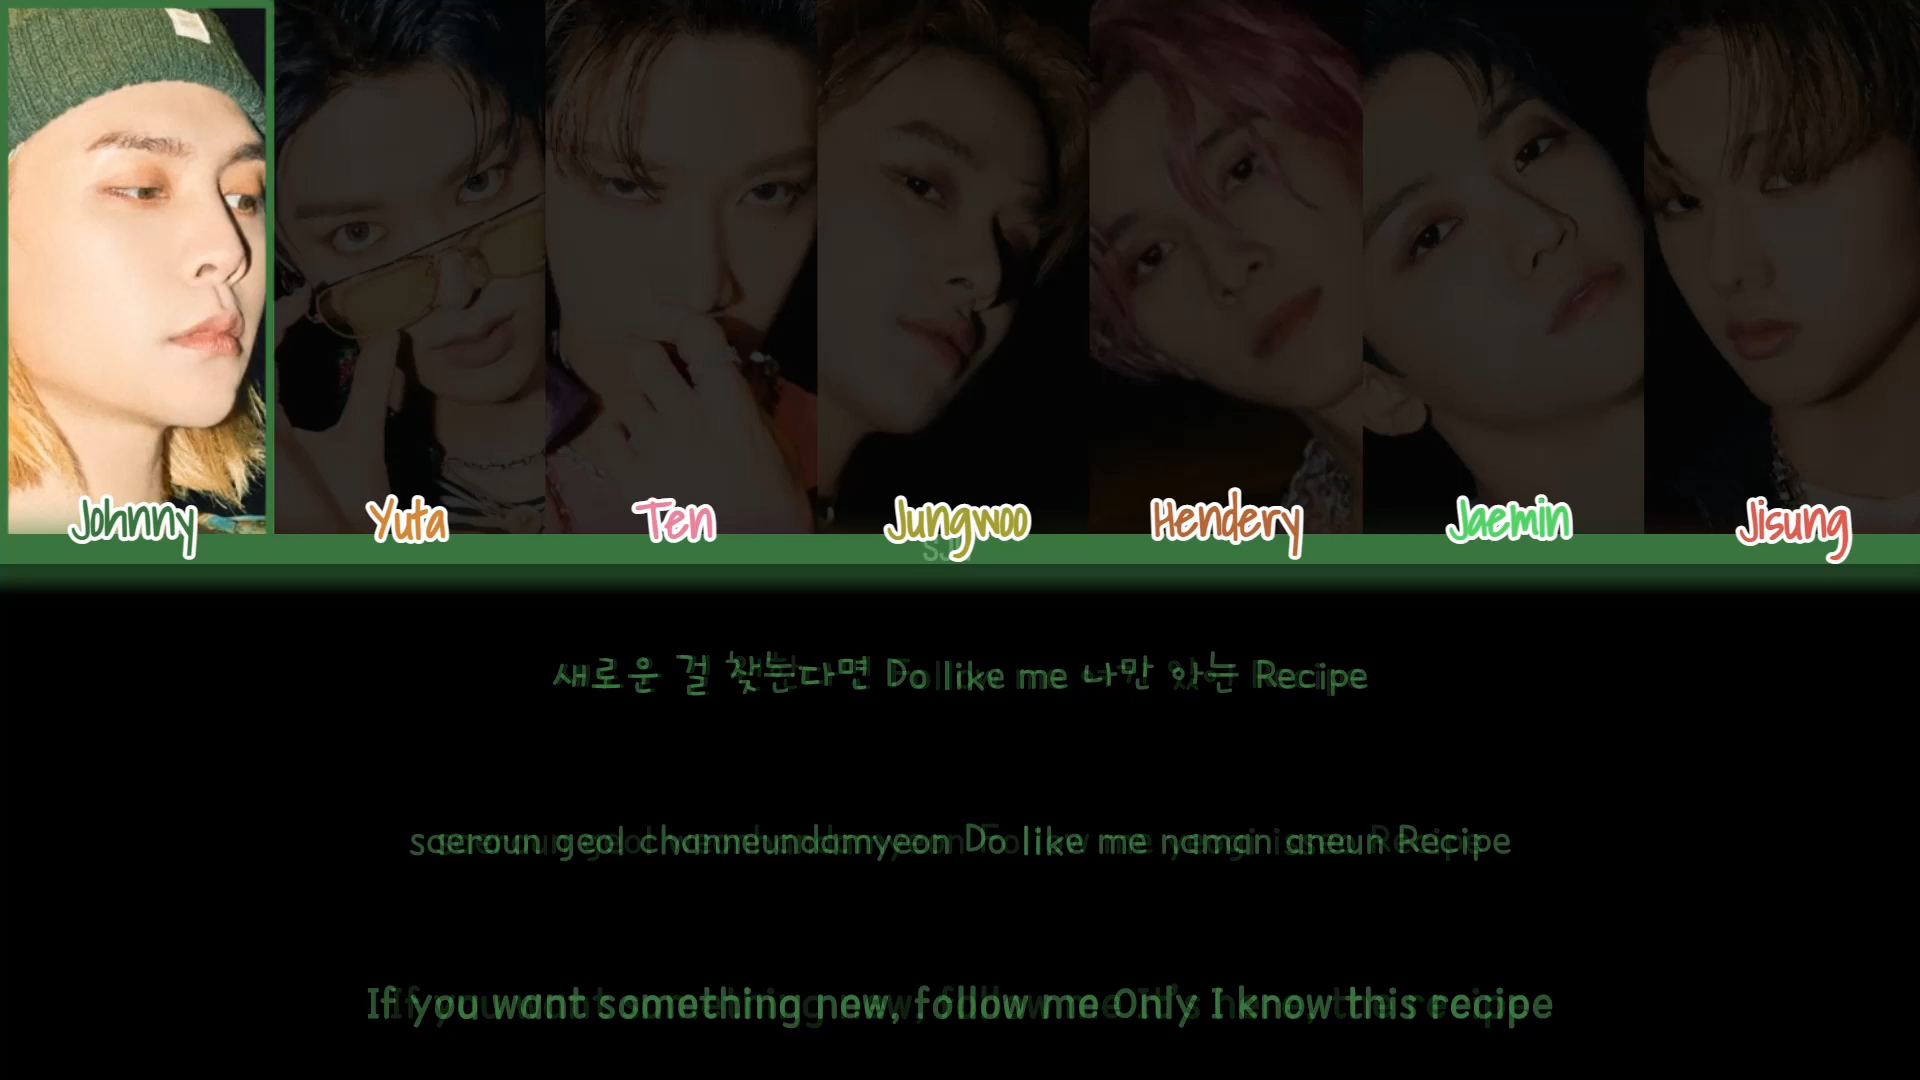 Johnny Yuta Ten Jungwoo Hendery Jaemin Jisung
새로운 걸 찾는다면 Do like me 나만 아는 Recipe
saeroun geol channeundamyeon Do like me naman aneun Recipe
If you want something new, follow me Only I know this recipe